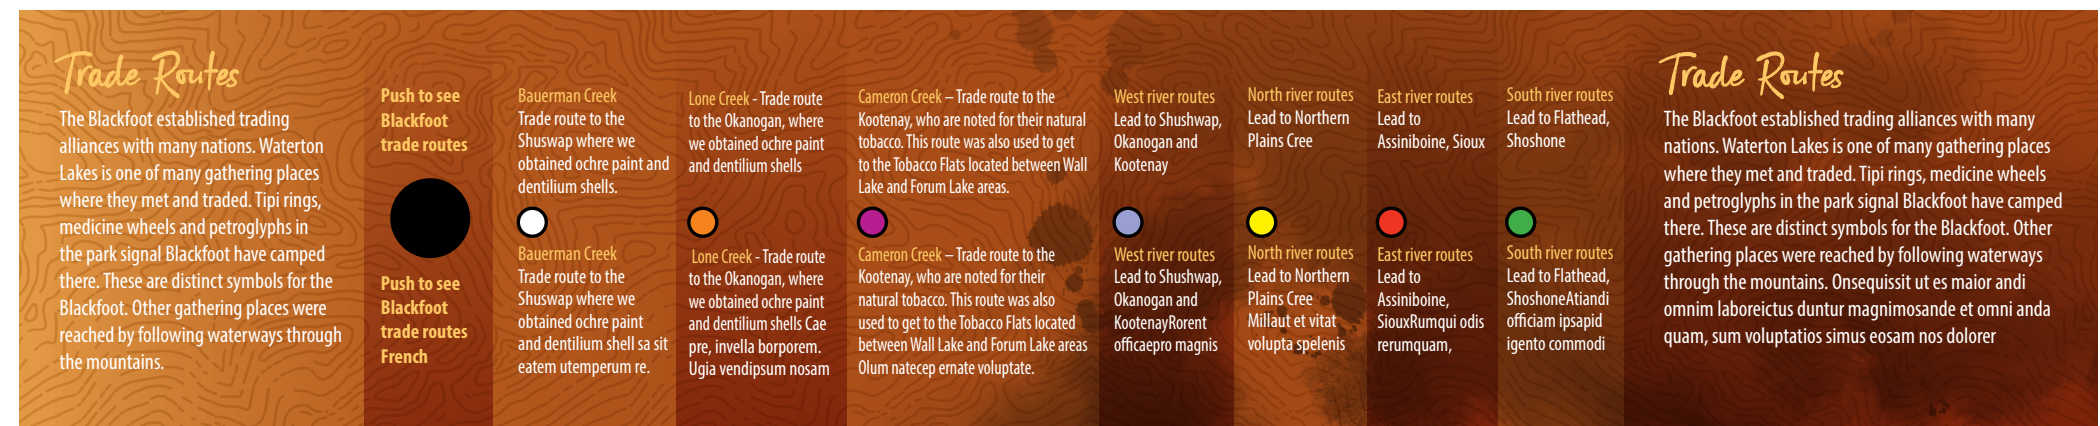 Trade Routes
The Blackfoot established trading
alliances with many nations. Waterton
Lakes is one of many gathering places
where they met and traded. Tipi rings,
medicine wheels and petroglyphs in
the park signal Blackfoot have camped
there. These are distinct symbols for the
Blackfoot. Other gathering places were
reached by following waterways through
the mountains.
Push to see
Blackfoot
trade routes
Push to see
Blackfoot
trade routes
French
Bauerman Creek
Trade route to the
Shuswap where we
obtained ochre paint and
dentilium shells.
Bauerman Creek
Trade route to the
Shuswap where we
obtained ochre paint
and dentilium shell sa sit
eatem utemperum re.
Lone Creek - Trade route
to the Okanogan, where
we obtained ochre paint
and dentilium shells
Lone Creek - Trade route
to the Okanogan, where
we obtained ochre paint
and dentilium shells Cae
pre, invella borporem.
Ugia vendipsum nosam
Cameron Creek – Trade route to the
Kootenay, who are noted for their natural
tobacco. This route was also used to get
to the Tobacco Flats located between Wall
Lake and Forum Lake areas.
Cameron Creek – Trade route to the
Kootenay, who are noted for their
natural tobacco. This route was also
used to get to the Tobacco Flats located
between Wall Lake and Forum Lake areas
Olum natecep ernate voluptate.
West river routes
Lead to Shushwap,
Okanogan and
Kootenay
West river routes
Lead to Shushwap,
Okanogan and
KootenayRorent
officaepro magnis
North river routes
Lead to Northern
Plains Cree
North river routes
Lead to Northern
Plains Cree
Millaut et vitat
volupta spelenis
East river routes
Lead to
Assiniboine, Sioux
East river routes
Lead to
Assiniboine,
SiouxRumqui odis
rerumquam,
South river routes
Lead to Flathead,
Shoshone
South river routes
Lead to Flathead,
ShoshoneAtiandi
officiam ipsapid
igento commodi
Trade Routes
The Blackfoot established trading alliances with many
nations. Waterton Lakes is one of many gathering places
where they met and traded. Tipi rings, medicine wheels
and petroglyphs in the park signal Blackfoot have camped
there. These are distinct symbols for the Blackfoot. Other
gathering places were reached by following waterways
through the mountains. Onsequissit ut es maior andi
omnim laboreictus duntur magnimosande et omni anda
quam, sum voluptatios simus eosam nos dolorer